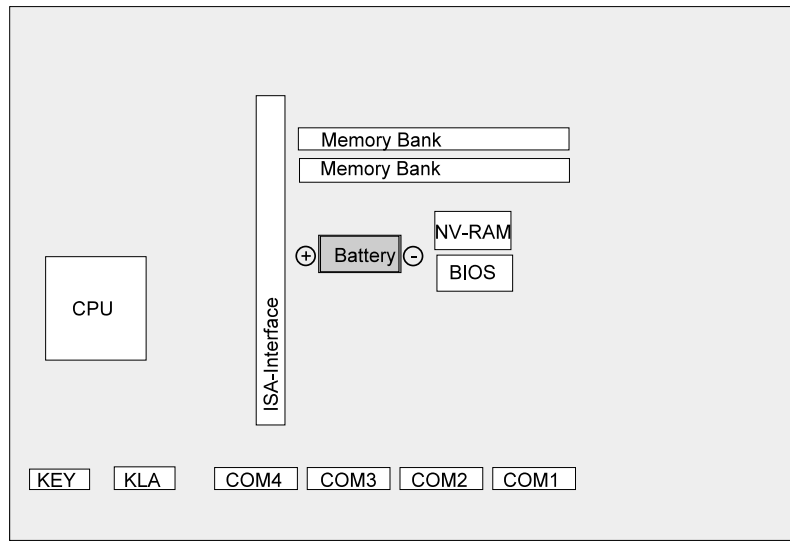 Memory Bank
Memory Bank
NV-RAM
+ Battery -
BIOS
CPU
ISA-Interface
KEY KLA COM4 COM3 COM2 COM1